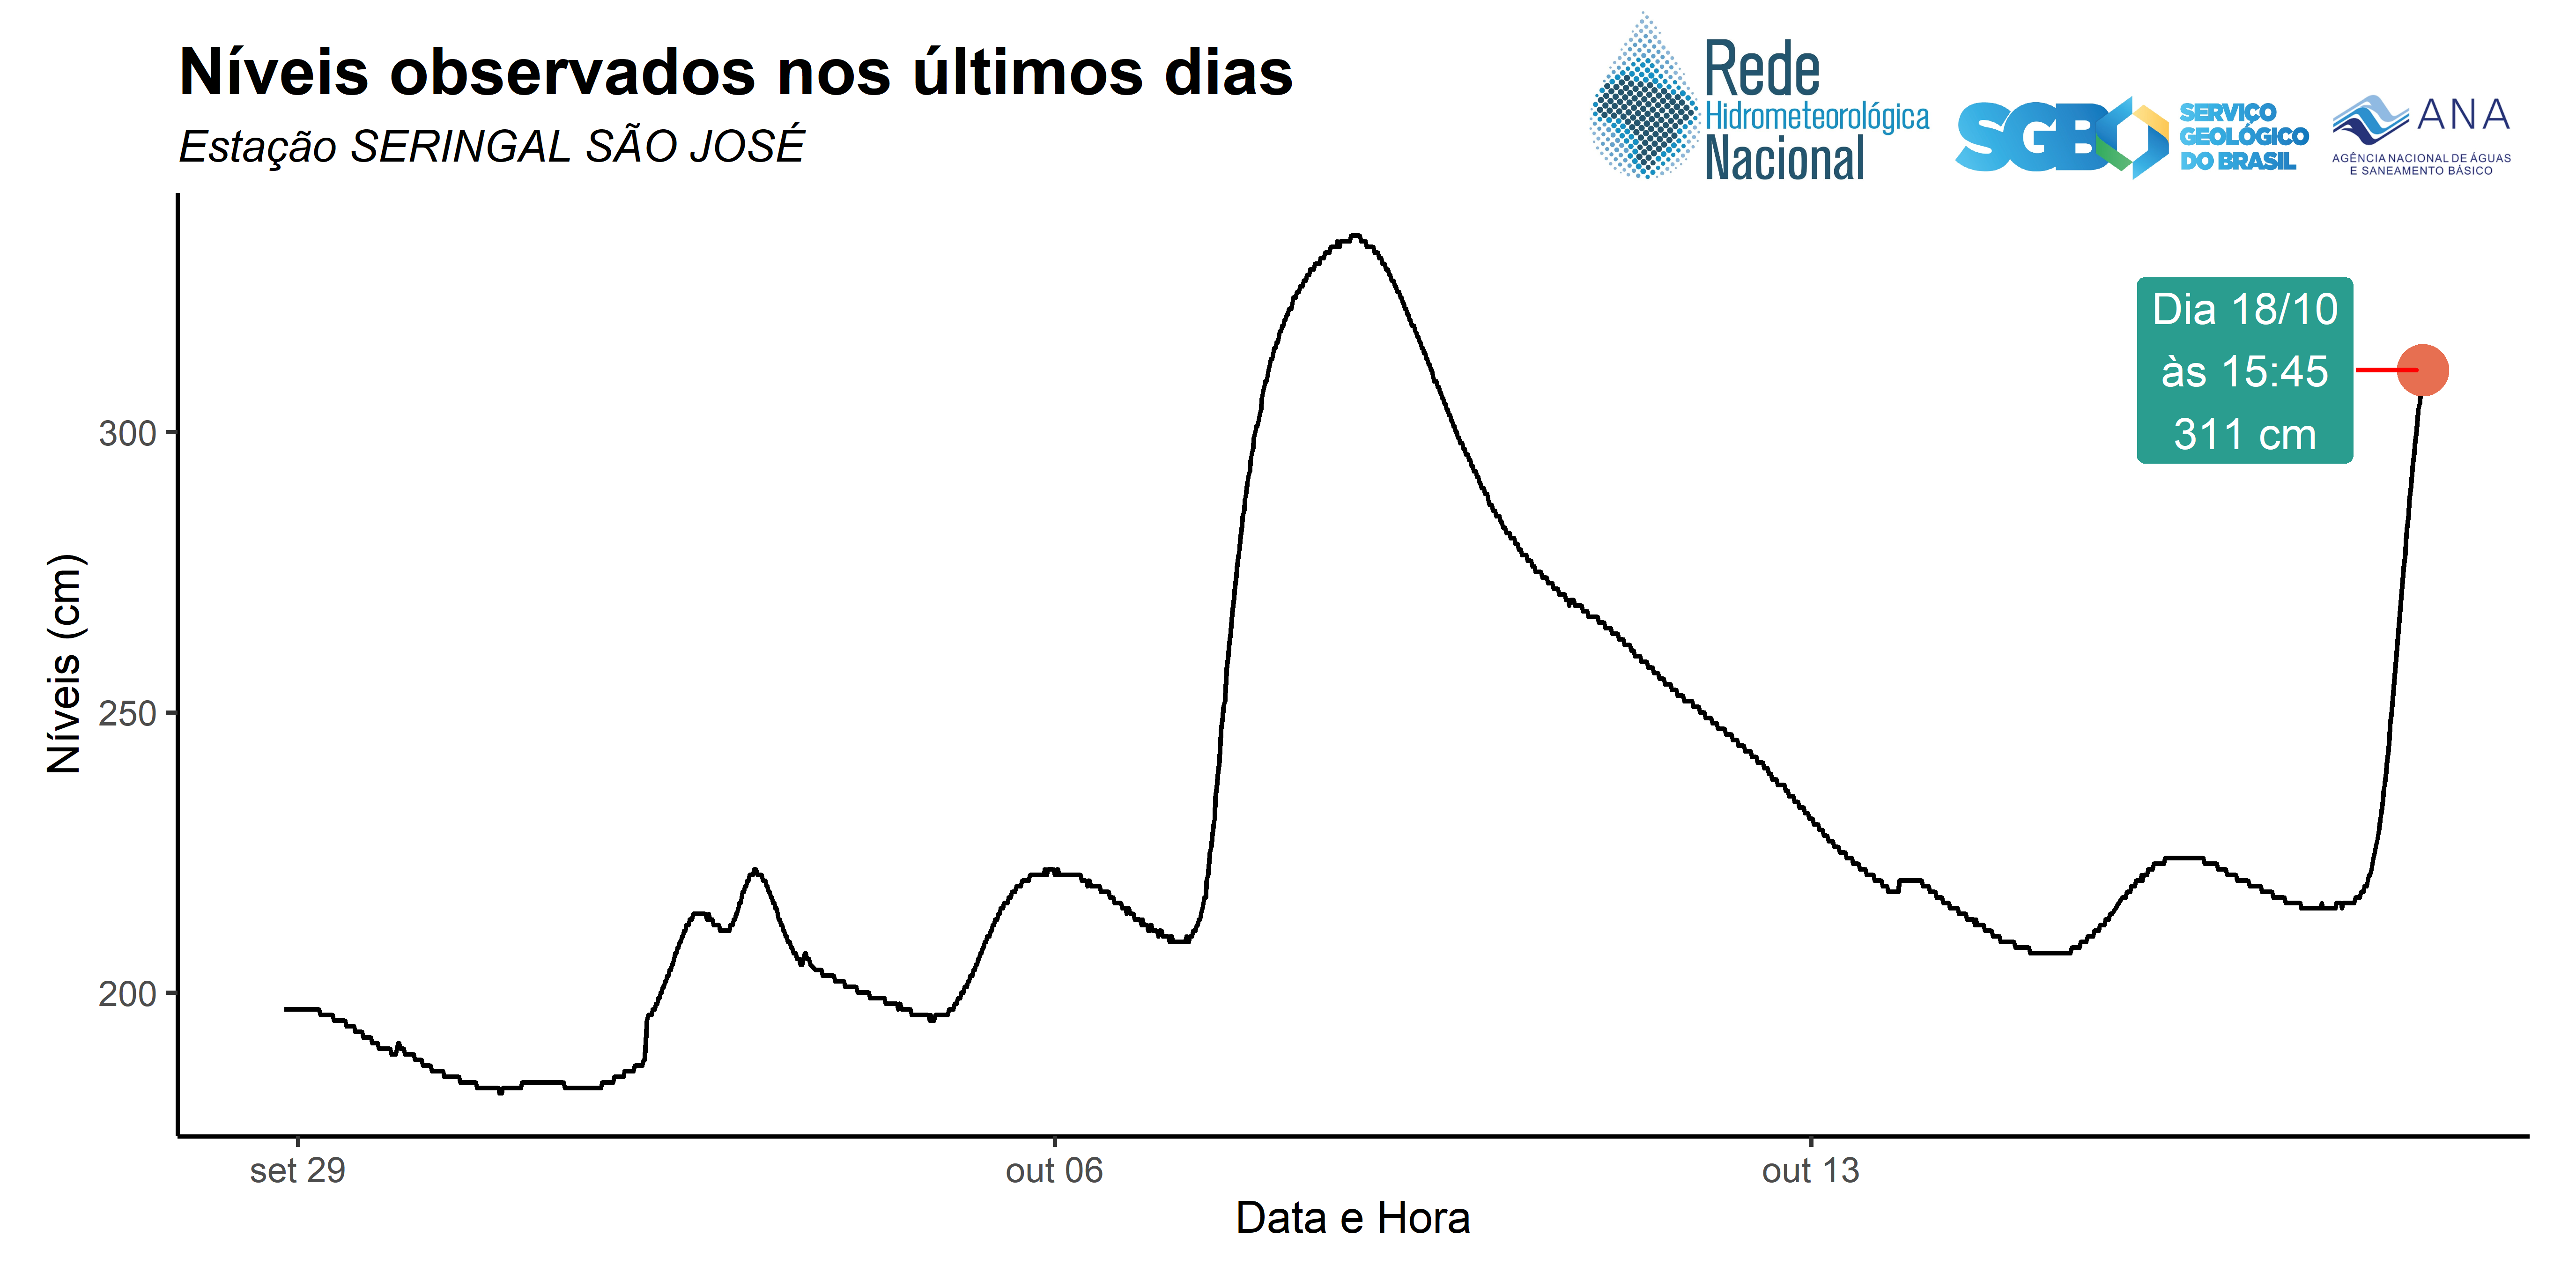 Níveis observados nos últimos dias
Estação SERINGAL SÃO JOSÉ
Rede
Hidrometeorológica
Nacional
SGB
SERVIÇO
GEOLÓGICO
DO BRASIL
ANA
AGÊNCIA NACIONAL DE ÁGUAS
E SANEAMENTO BÁSICO
Dia 18/10
às 15:45
311 cm
Níveis (cm)
300
250
200
set 29
out 06
out 13
Data e Hora